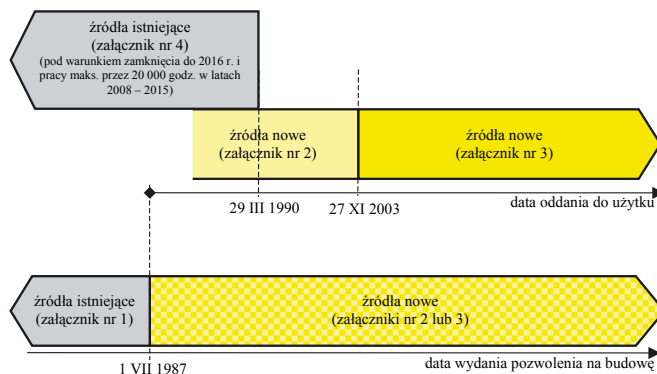 źródła istniejące
(załącznik nr 4)
(pod warunkiem zamknięcia do 2016 r. i
pracy maks. przez 20 000 godz. w latach
2008 – 2015)
źródła nowe
(załącznik nr 2)
źródła nowe
(załącznik nr 3)
data oddania do użytku
29 III 1990
27 XI 2003
źródła istniejące
(załącznik nr 1)
źródła nowe
(załączniki nr 2 lub 3)
data wydania pozwolenia na budowę
1 VII 1987